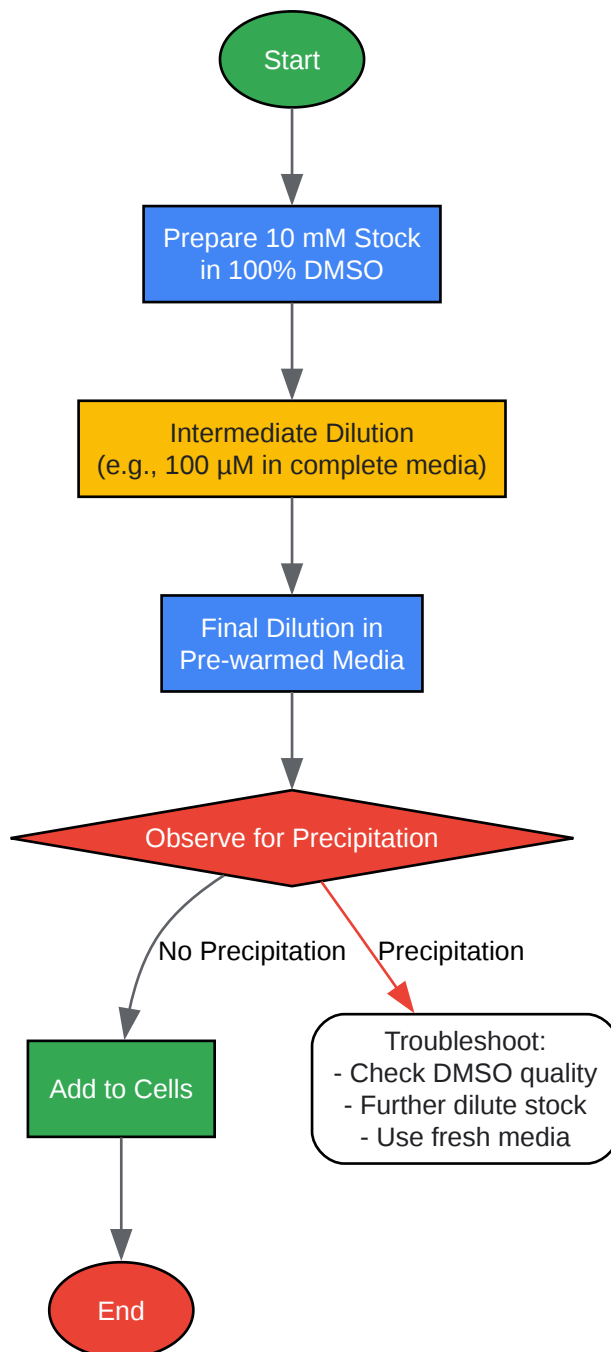 Start
Prepare 10 mM Stock
in 100% DMSO
Intermediate Dilution
(e.g., 100 µM in complete media)
Final Dilution in
Pre-warmed Media
Observe for Precipitation
No Precipitation
Precipitation
Troubleshoot:
- Check DMSO quality
- Further dilute stock
- Use fresh media
Add to Cells
End